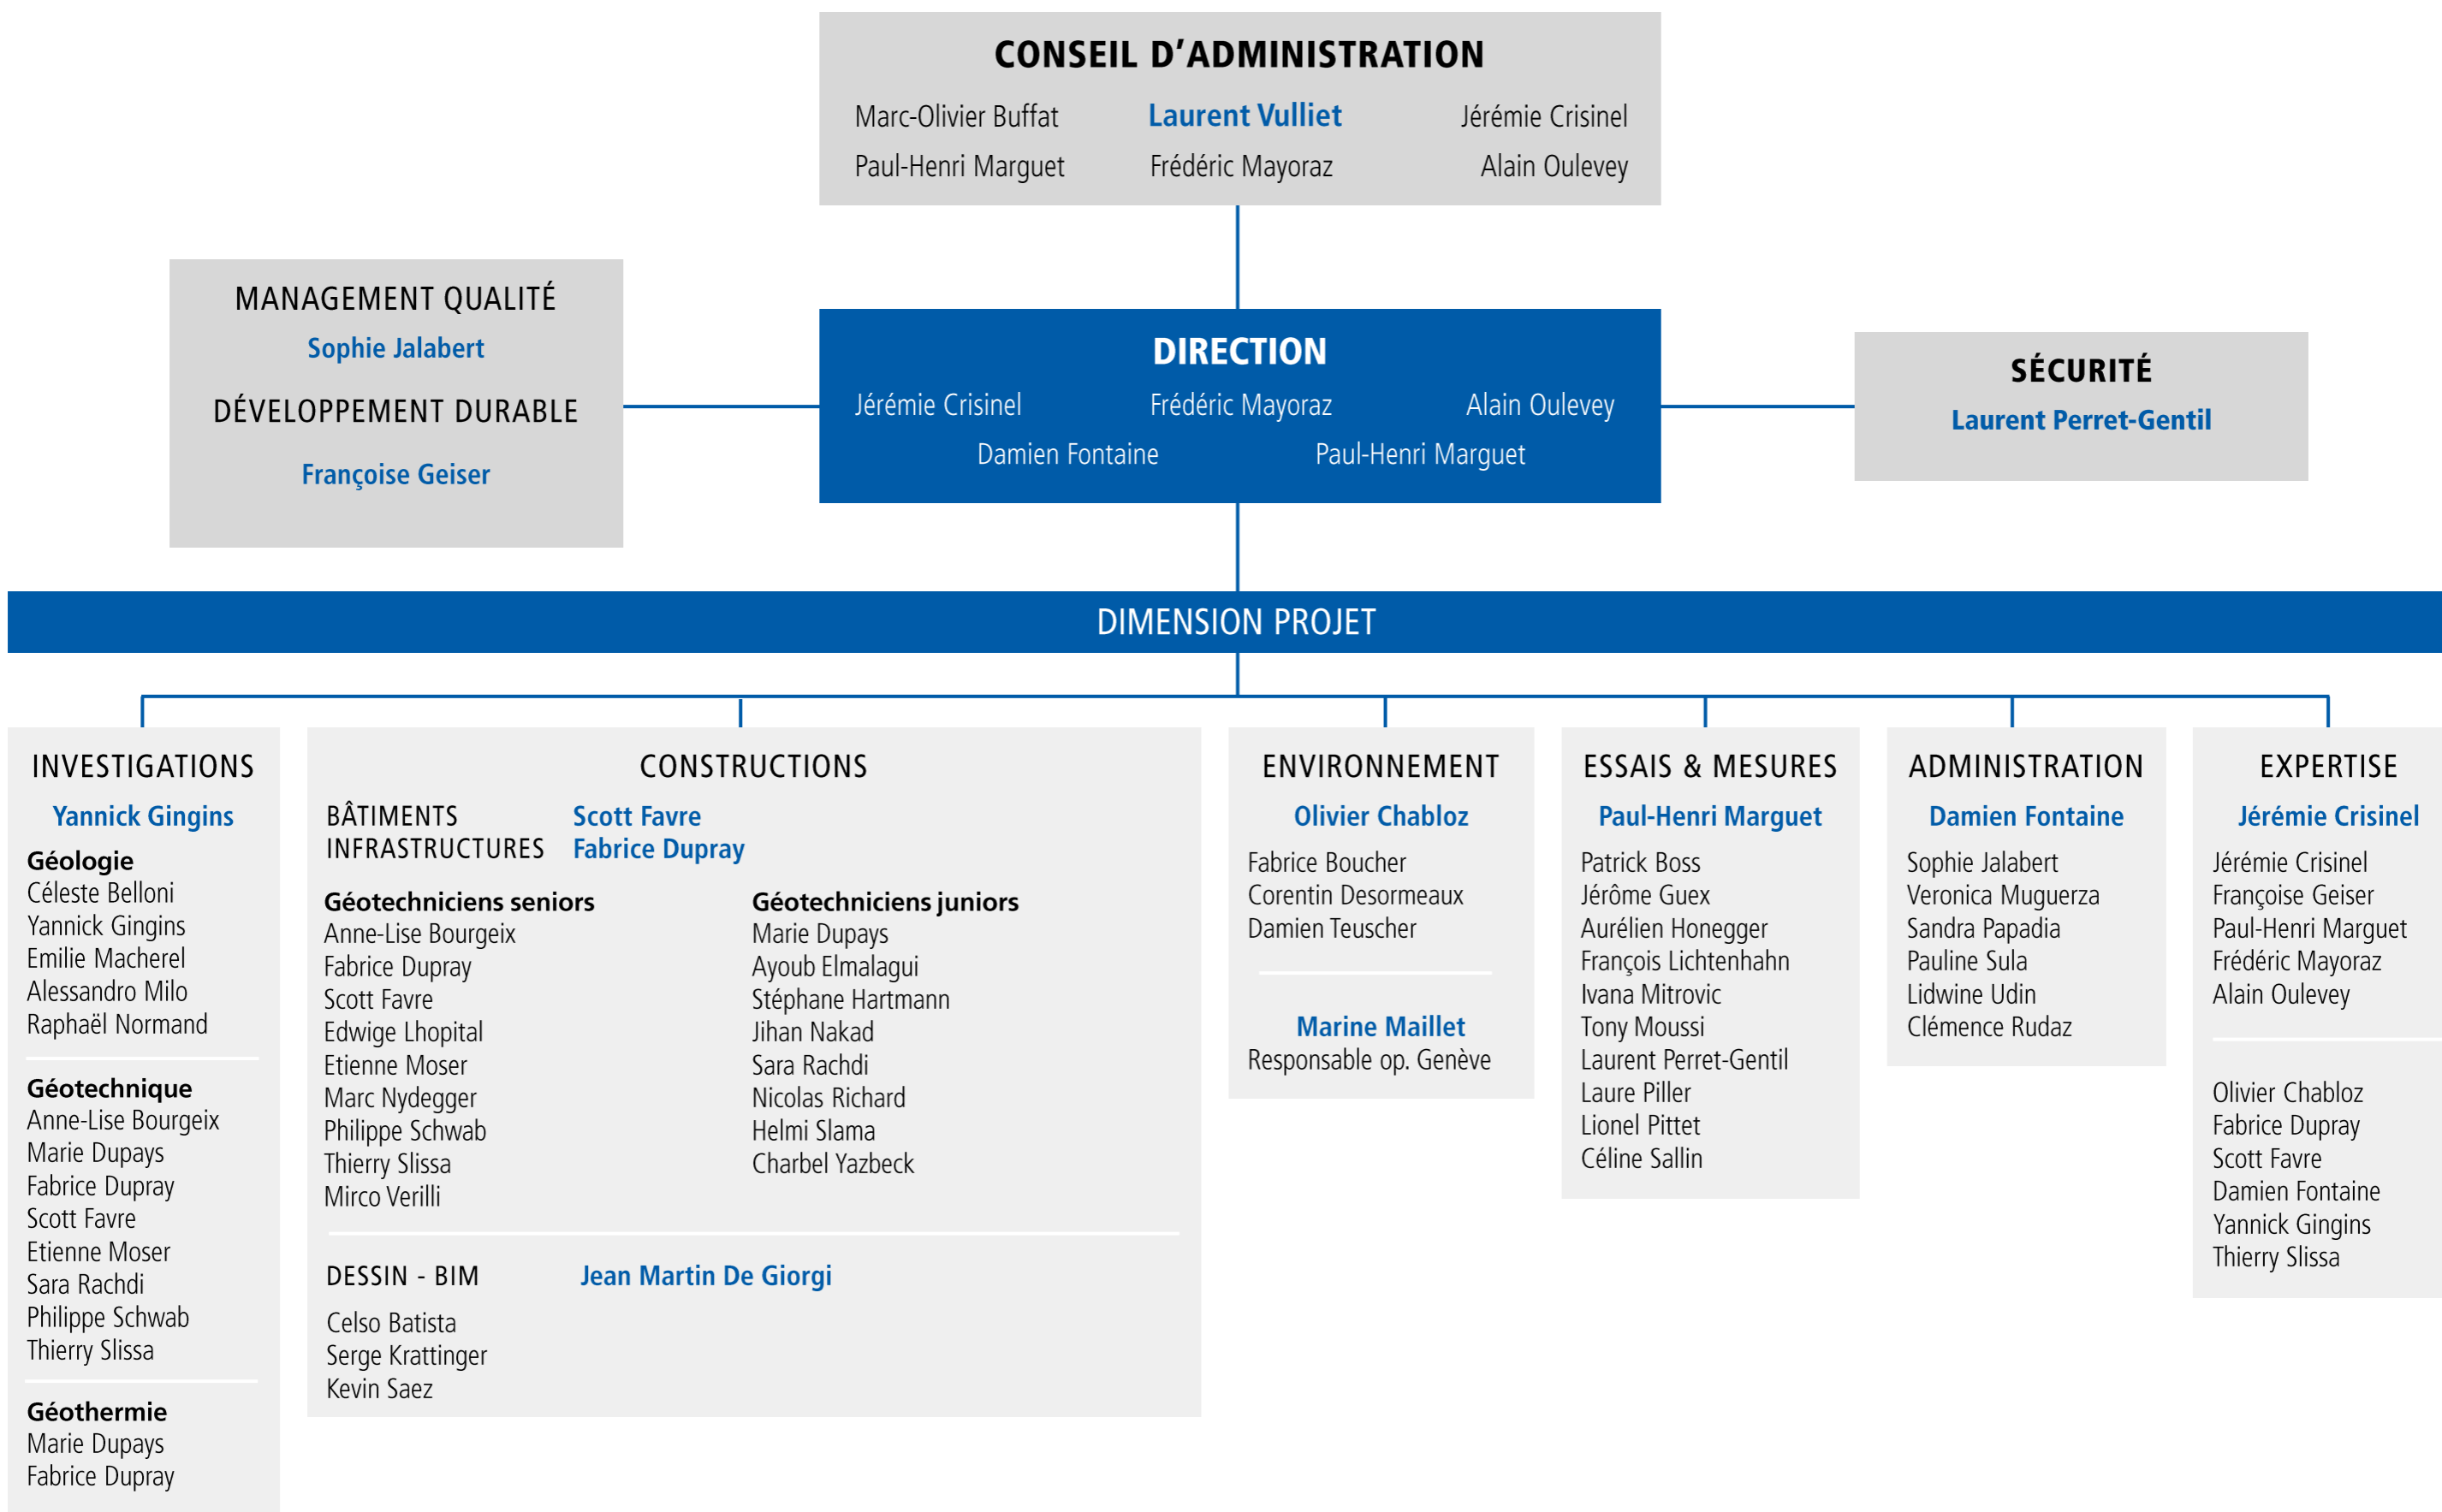 CONSEIL D’ADMINISTRATION
Marc-Olivier Buffat Laurent Vulliet Jérémie Crisinel
Paul-Henri Marguet Frédéric Mayoraz Alain Oulevey
MANAGEMENT QUALITÉ
Sophie Jalabert
DÉVELOPPEMENT DURABLE
Françoise Geiser
DIRECTION
Jérémie Crisinel Frédéric Mayoraz Alain Oulevey
Damien Fontaine Paul-Henri Marguet
SÉCURITÉ
Laurent Perret-Gentil
DIMENSION PROJET
INVESTIGATIONS
Yannick Gingins
Géologie
Céleste Belloni
Yannick Gingins
Emilie Macherel
Alessandro Milo
Raphaël Normand
Géotechnique
Anne-Lise Bourgeix
Marie Dupays
Fabrice Dupray
Scott Favre
Etienne Moser
Sara Rachdi
Philippe Schwab
Thierry Slissa
Géothermie
Marie Dupays
Fabrice Dupray
CONSTRUCTIONS
BÂTIMENTS Scott Favre
INFRASTRUCTURES Fabrice Dupray
Géotechniciens seniors
Anne-Lise Bourgeix
Fabrice Dupray
Scott Favre
Edwige Lhopital
Etienne Moser
Marc Nydegger
Philippe Schwab
Thierry Slissa
Mirco Verilli
Géotechniciens juniors
Marie Dupays
Ayoub Elmalagui
Stéphane Hartmann
Jihan Nakad
Sara Rachdi
Nicolas Richard
Helmi Slama
Charbel Yazbeck
DESSIN - BIM Jean Martin De Giorgi
Celso Batista
Serge Krattinger
Kevin Saez
ENVIRONNEMENT
Olivier Chabloz
Fabrice Boucher
Corentin Desormeaux
Damien Teuscher
Marine Maillet
Responsable op. Genève
ESSAIS & MESURES
Paul-Henri Marguet
Patrick Boss
Jérôme Guex
Aurélien Honegger
François Lichtenhahn
Ivana Mitrovic
Tony Moussi
Laurent Perret-Gentil
Laure Piller
Lionel Pittet
Céline Sallin
ADMINISTRATION
Damien Fontaine
Sophie Jalabert
Veronica Muguerza
Sandra Papadia
Pauline Sula
Lidwine Udin
Clémence Rudaz
EXPERTISE
Jérémie Crisinel
Jérémie Crisinel
Françoise Geiser
Paul-Henri Marguet
Frédéric Mayoraz
Alain Oulevey
Olivier Chabloz
Fabrice Dupray
Scott Favre
Damien Fontaine
Yannick Gingins
Thierry Slissa